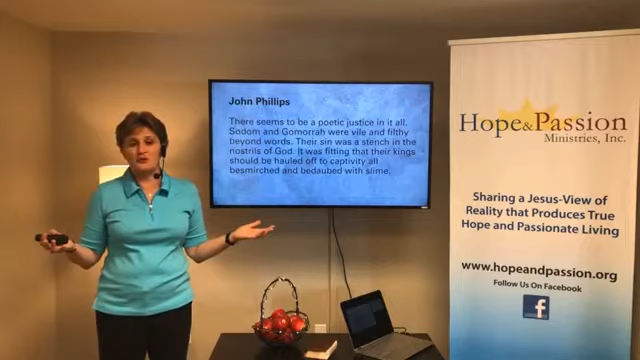 John Phillips
There seems to be a poetic justice in it all.
Sodom and Gomorrah were vile and filthy
beyond words. Their sin was a stench in the
nostrils of God. It was fitting that their kings
should be hauled off to captivity all
besmirched and bedaubed with slime.
Hope&Passion
Ministries, Inc.
Sharing a Jesus-View of
Reality that Produces True
Hope and Passionate Living
www.hopeandpassion.org
Follow Us On Facebook
f